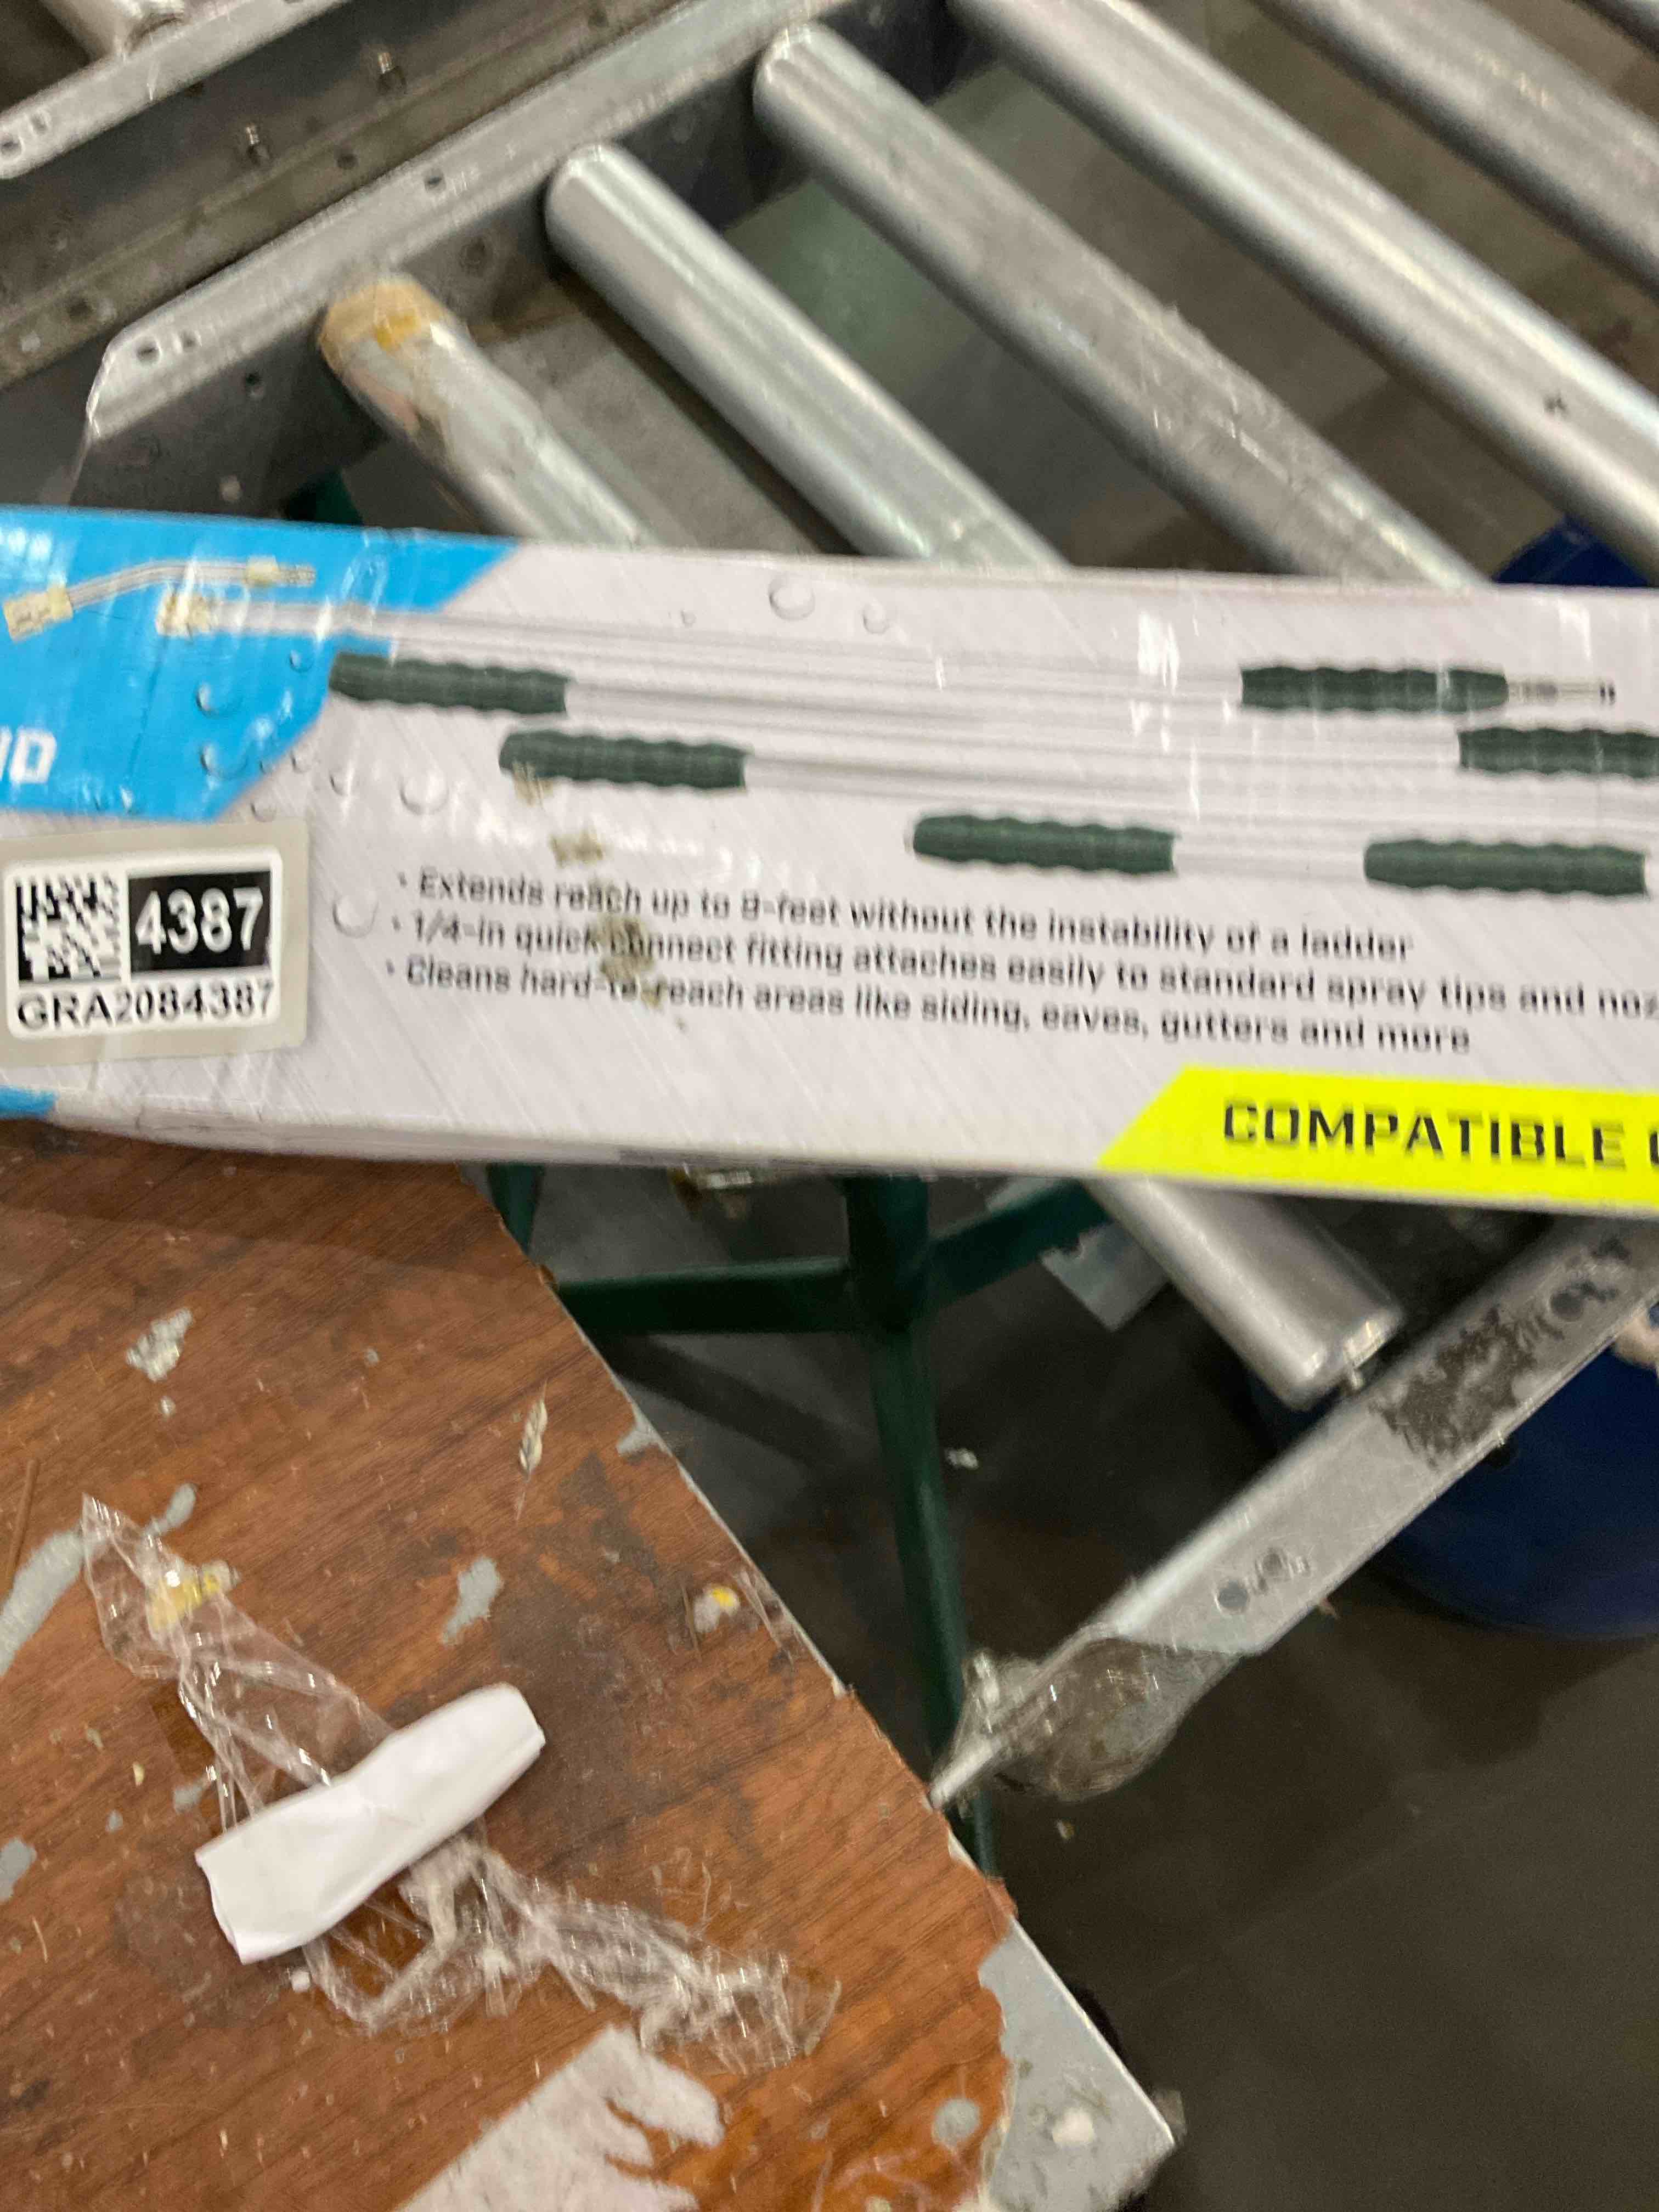 4387
GRA2084387
• Extends reach up to 8-feet without the instability of a ladder
• 1/4-in quick connect fitting attaches easily to standard spray tips and noz
• Cleans hard-to-reach areas like siding, eaves, gutters and more
COMPATIBLE